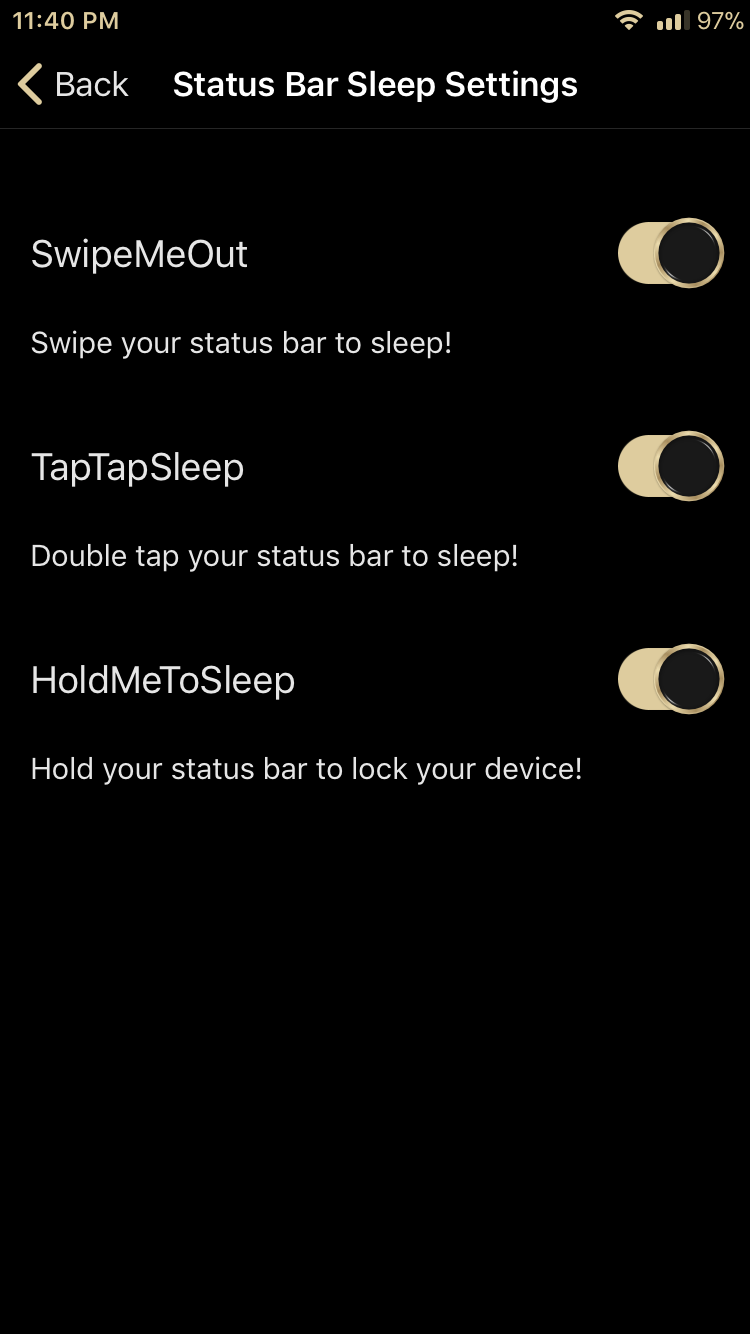 11:40 PM 97%
Back Status Bar Sleep Settings
SwipeMeOut
Swipe your status bar to sleep!
TapTapSleep
Double tap your status bar to sleep!
HoldMeToSleep
Hold your status bar to lock your device!